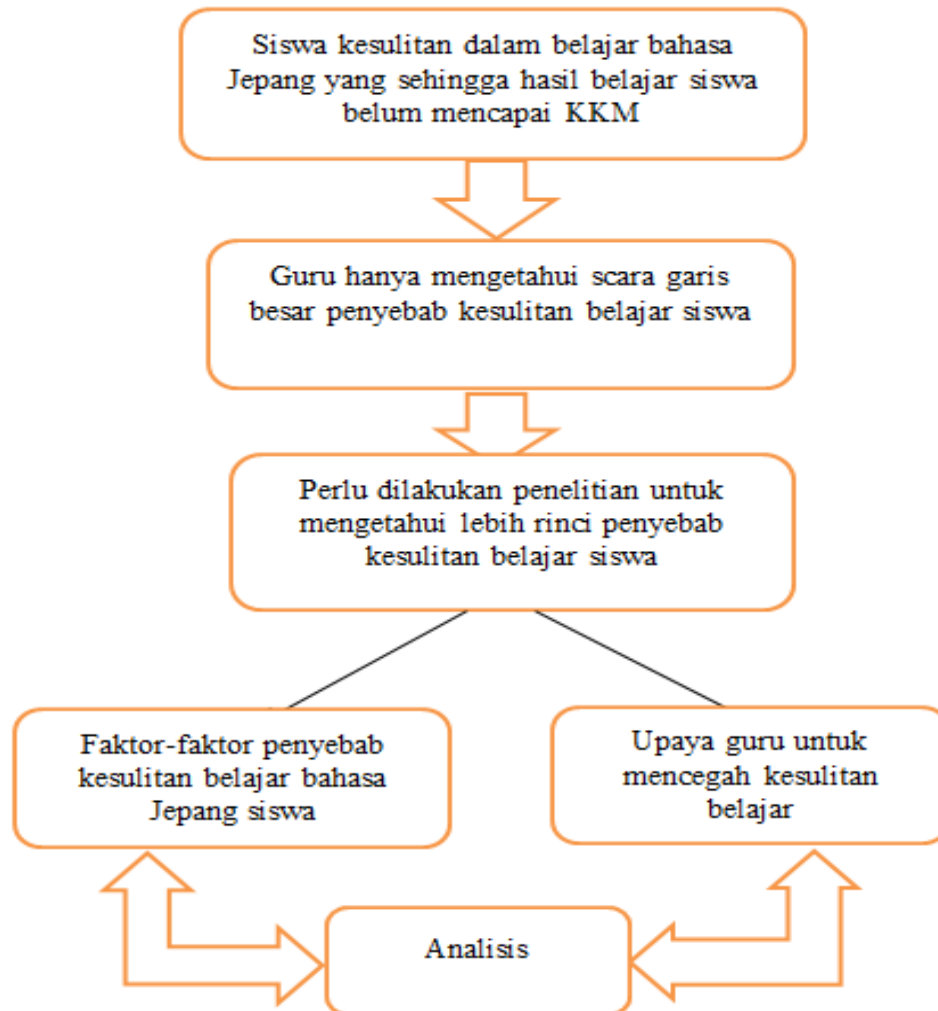 Siswa kesulitan dalam belajar bahasa
Jepang yang sehingga hasil belajar siswa
belum mencapai KKM
Guru hanya mengetahui scara garis
besar penyebab kesulitan belajar siswa
Perlu dilakukan penelitian untuk
mengetahui lebih rinci penyebab
kesulitan belajar siswa
Faktor-faktor penyebab
kesulitan belajar bahasa
Jepang siswa
Upaya guru untuk
mencegah kesulitan
belajar
Analisis